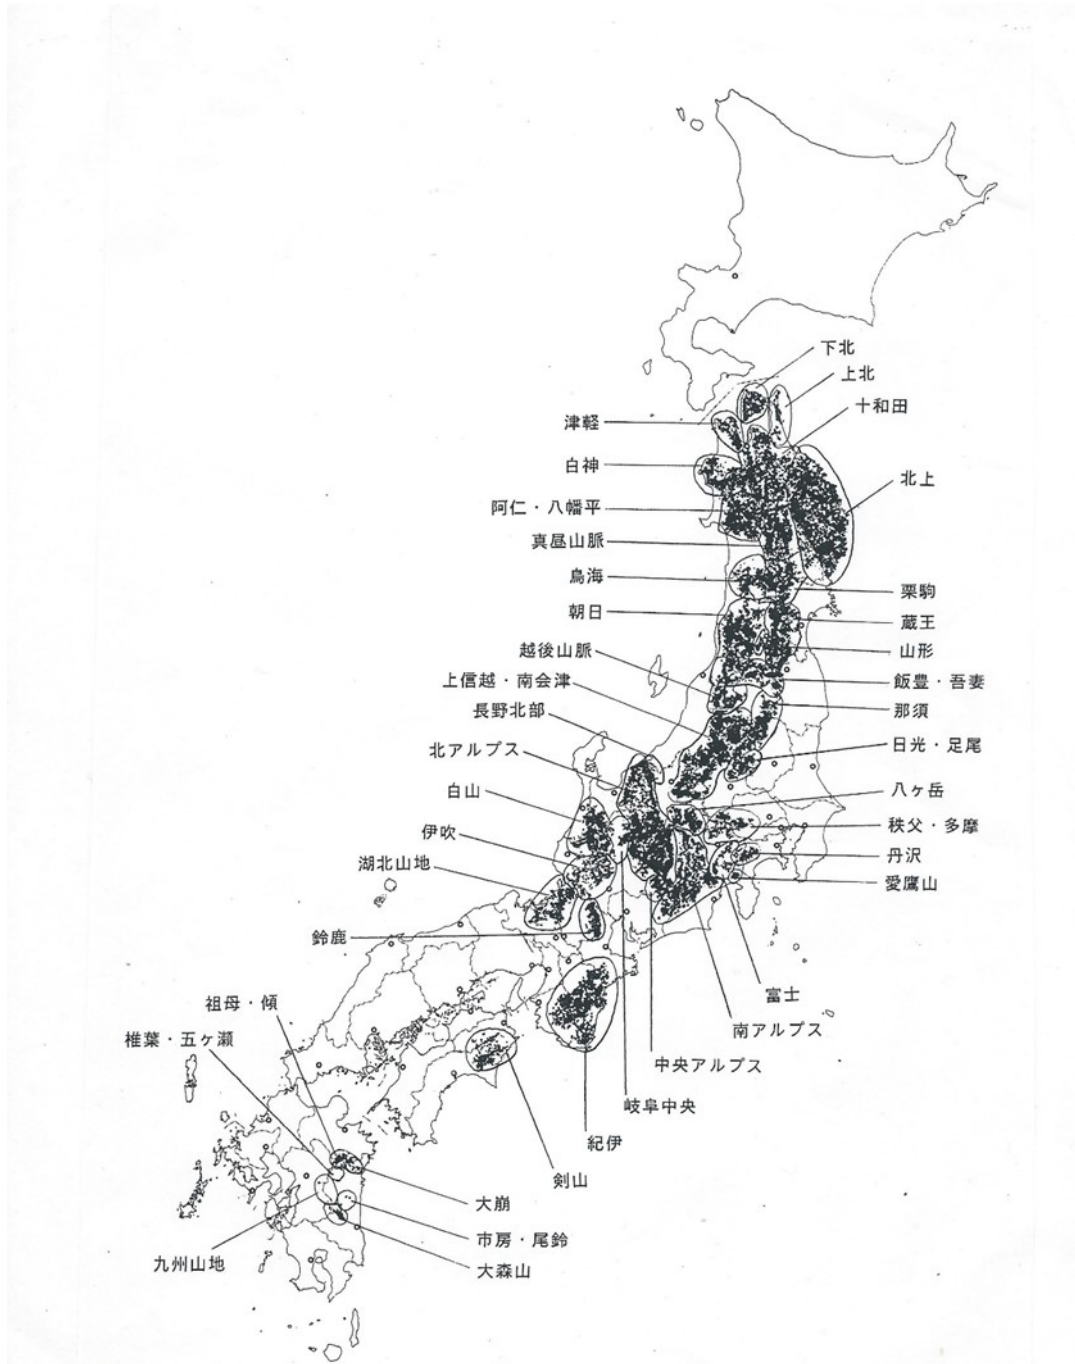 下北
上北
十和田
津軽
白神
北上
阿仁・八幡平
真昼山脈
鳥海
栗駒
朝日
蔵王
越後山脈
山形
上信越・南会津
飯豊・吾妻
長野北部
那須
北アルプス
日光・足尾
白山
八ヶ岳
伊吹
秩父・多摩
湖北山地
丹沢
愛鷹山
鈴鹿
富士
祖母・傾
南アルプス
椎葉・五ヶ瀬
中央アルプス
岐阜中央
紀伊
剣山
大崩
市房・尾鈴
九州山地
大森山